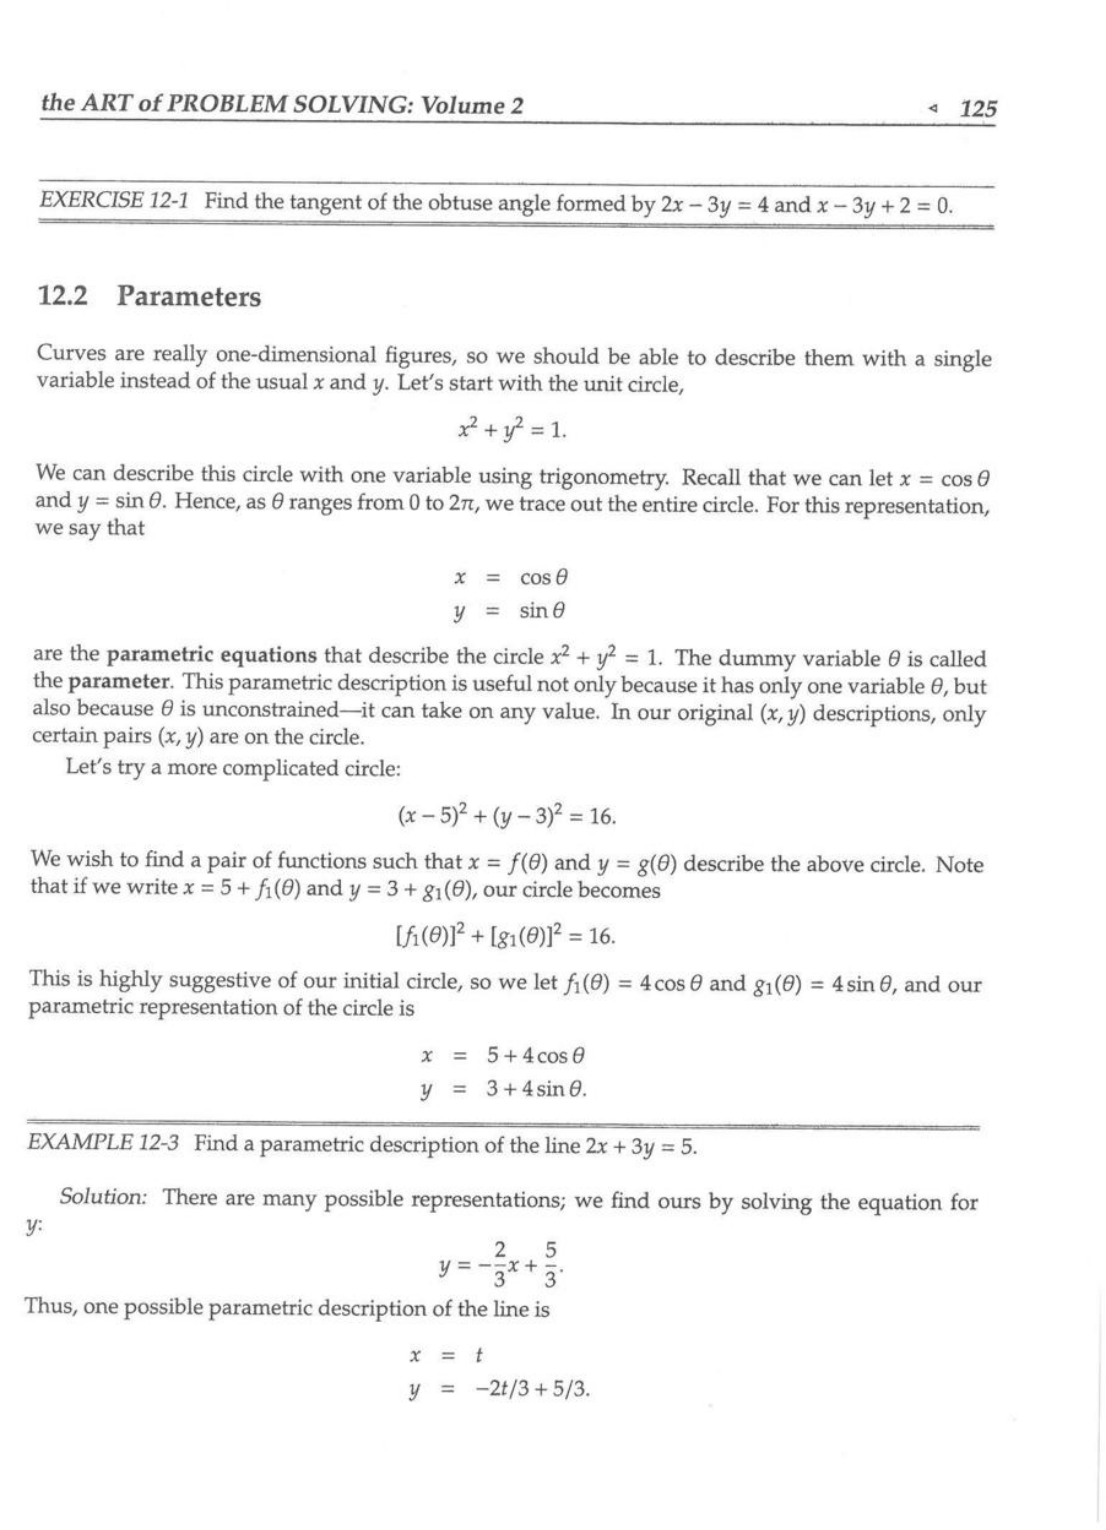 the ART of PROBLEM SOLVING: Volume 2 ◁ 125
EXERCISE 12-1 Find the tangent of the obtuse angle formed by 2x − 3y = 4 and x − 3y + 2 = 0.
12.2 Parameters
Curves are really one-dimensional figures, so we should be able to describe them with a single
variable instead of the usual x and y. Let's start with the unit circle,
x² + y² = 1.
We can describe this circle with one variable using trigonometry. Recall that we can let x = cos θ
and y = sin θ. Hence, as θ ranges from 0 to 2π, we trace out the entire circle. For this representation,
we say that
x = cos θ
y = sin θ
are the parametric equations that describe the circle x² + y² = 1. The dummy variable θ is called
the parameter. This parametric description is useful not only because it has only one variable θ, but
also because θ is unconstrained—it can take on any value. In our original (x, y) descriptions, only
certain pairs (x, y) are on the circle.
Let's try a more complicated circle:
(x − 5)² + (y − 3)² = 16.
We wish to find a pair of functions such that x = f(θ) and y = g(θ) describe the above circle. Note
that if we write x = 5 + f₁(θ) and y = 3 + g₁(θ), our circle becomes
[f₁(θ)]² + [g₁(θ)]² = 16.
This is highly suggestive of our initial circle, so we let f₁(θ) = 4 cos θ and g₁(θ) = 4 sin θ, and our
parametric representation of the circle is
x = 5 + 4 cos θ
y = 3 + 4 sin θ.
EXAMPLE 12-3 Find a parametric description of the line 2x + 3y = 5.
Solution: There are many possible representations; we find ours by solving the equation for
y:
y = −2/3 x + 5/3.
Thus, one possible parametric description of the line is
x = t
y = −2t/3 + 5/3.